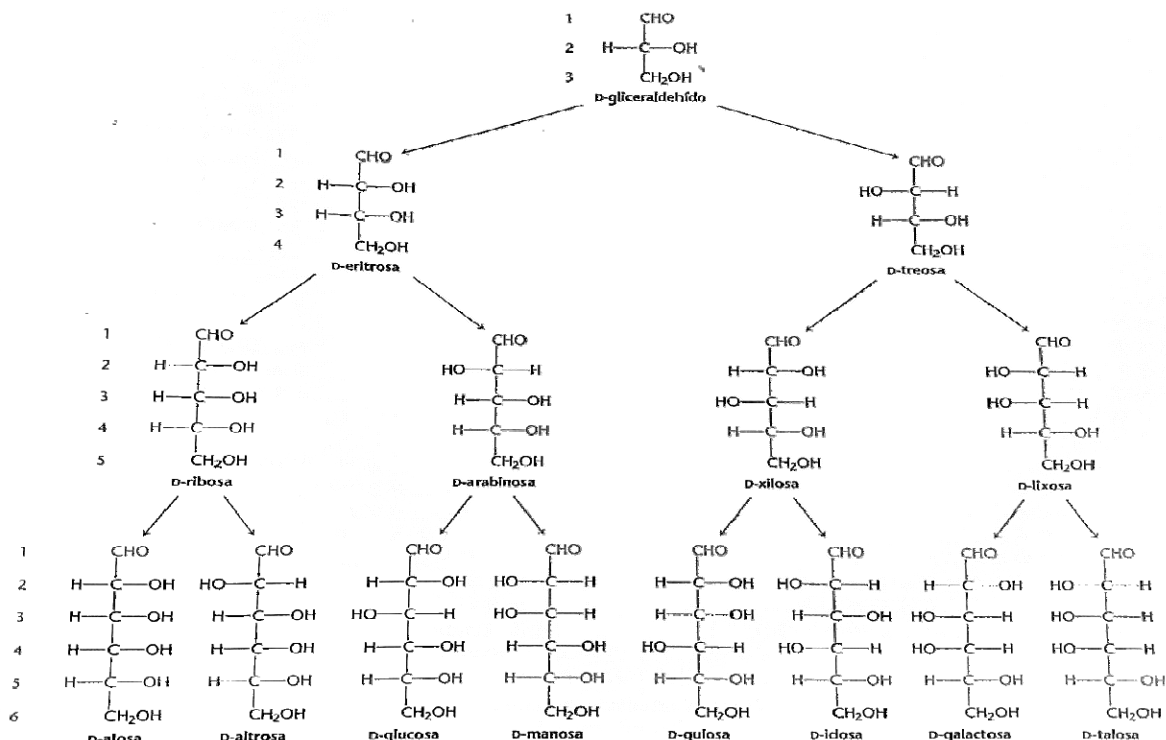 1 CHO
2 H—C—OH
3 CH₂OH
D-gliceraldehído
1 CHO CHO
2 H—C—OH HO—C—H
3 H—C—OH H—C—OH
4 CH₂OH CH₂OH
D-eritrosa D-treosa
1 CHO CHO CHO CHO
2 H—C—OH HO—C—H H—C—OH HO—C—H
3 H—C—OH H—C—OH HO—C—H HO—C—H
4 H—C—OH H—C—OH H—C—OH H—C—OH
5 CH₂OH CH₂OH CH₂OH CH₂OH
D-ribosa D-arabinosa D-xilosa D-lixosa
1 CHO CHO CHO CHO CHO CHO CHO CHO
2 H—C—OH HO—C—H H—C—OH HO—C—H H—C—OH HO—C—H H—C—OH HO—C—H
3 H—C—OH H—C—OH HO—C—H HO—C—H H—C—OH H—C—OH HO—C—H HO—C—H
4 H—C—OH H—C—OH H—C—OH H—C—OH HO—C—H HO—C—H HO—C—H HO—C—H
5 H—C—OH H—C—OH H—C—OH H—C—OH H—C—OH H—C—OH H—C—OH H—C—OH
6 CH₂OH CH₂OH CH₂OH CH₂OH CH₂OH CH₂OH CH₂OH CH₂OH
D-alosa D-altrosa D-glucosa D-manosa D-gulosa D-idosa D-galactosa D-talosa